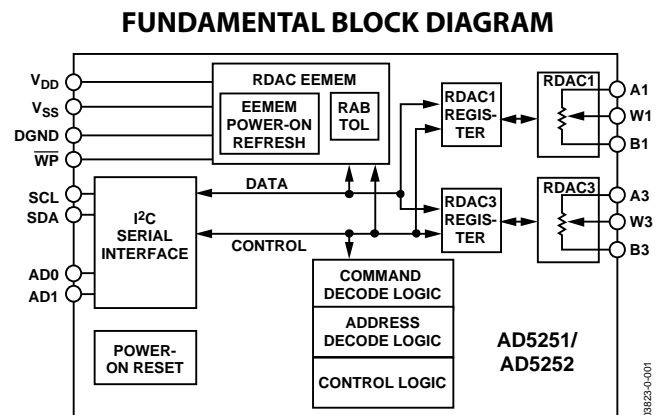 FUNDAMENTAL BLOCK DIAGRAM
VDD
VSS
DGND
WP
SCL
SDA
AD0
AD1
RDAC EEMEM
EEMEM
POWER-ON
REFRESH
RAB
TOL
I2C
SERIAL
INTERFACE
DATA
CONTROL
POWER-
ON RESET
COMMAND
DECODE LOGIC
ADDRESS
DECODE LOGIC
CONTROL LOGIC
RDAC1
REGIS-
TER
RDAC3
REGIS-
TER
RDAC1
RDAC3
A1
W1
B1
A3
W3
B3
AD5251/
AD5252
03823-0-001